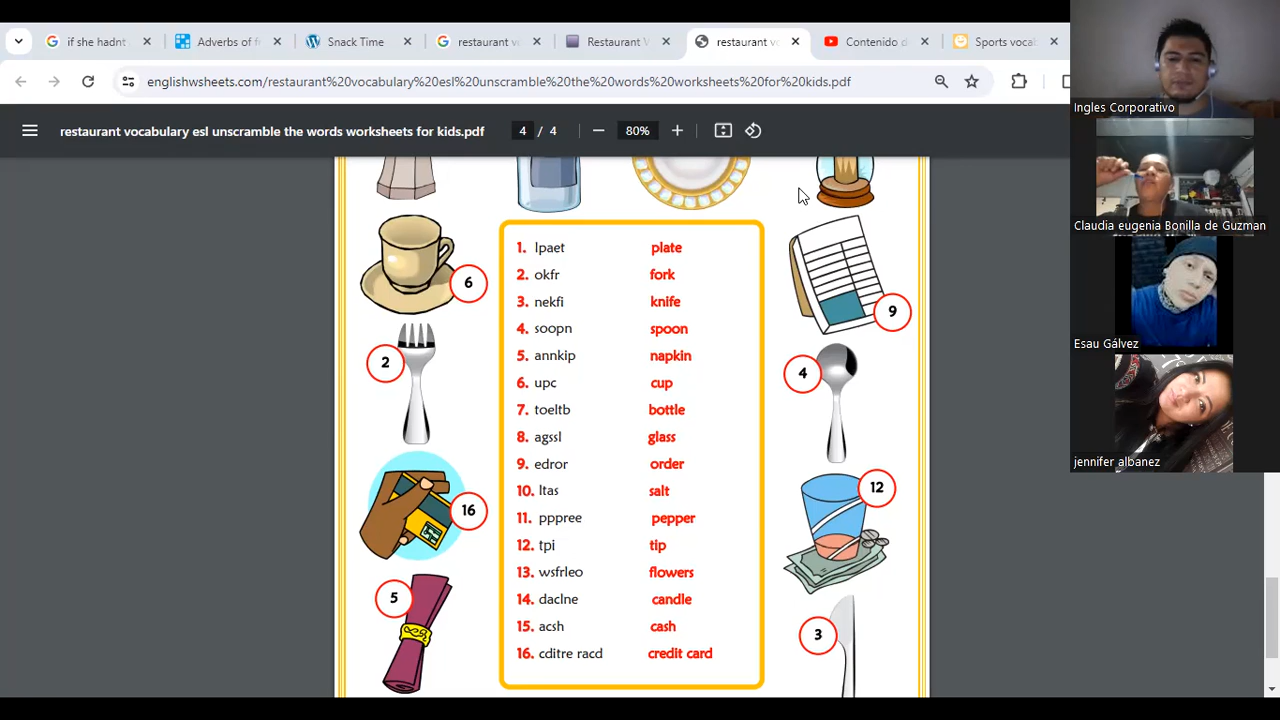 if she hadnt
Adverbs of f
Snack Time
restaurant v
Restaurant V
restaurant vo
Contenido d
Sports vocab
englishwsheets.com/restaurant%20vocabulary%20esl%20unscramble%20the%20words%20worksheets%20for%20kids.pdf
restaurant vocabulary esl unscramble the words worksheets for kids.pdf
4 / 4
80%
6
2
16
5
1. lpaet plate
2. okfr fork
3. nekfi knife
4. soopn spoon
5. annkip napkin
6. upc cup
7. toeltb bottle
8. agssl glass
9. edror order
10. ltas salt
11. pppree pepper
12. tpi tip
13. wsfrleo flowers
14. daclne candle
15. acsh cash
16. cditre racd credit card
9
4
12
3
Ingles Corporativo
Claudia eugenia Bonilla de Guzman
Esau Gálvez
jennifer albanez